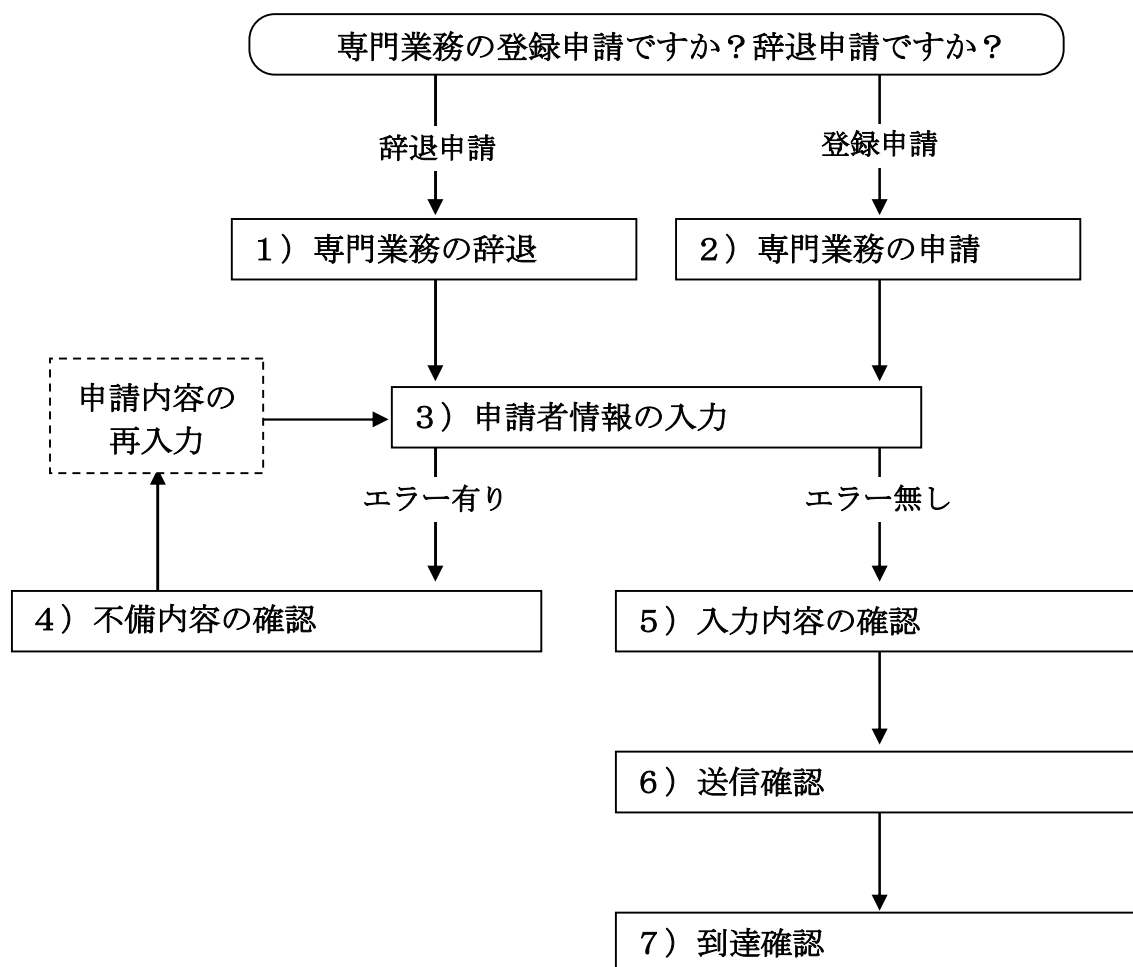 専門業務の登録申請ですか？辞退申請ですか？
辞退申請
登録申請
１）専門業務の辞退
２）専門業務の申請
申請内容の
再入力
３）申請者情報の入力
エラー有り
エラー無し
４）不備内容の確認
５）入力内容の確認
６）送信確認
７）到達確認